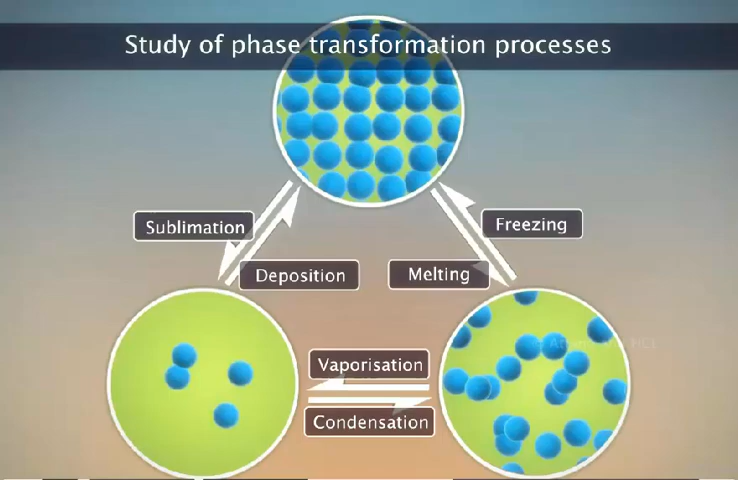 Study of phase transformation processes
Sublimation
Freezing
Deposition
Melting
Vaporisation
Condensation